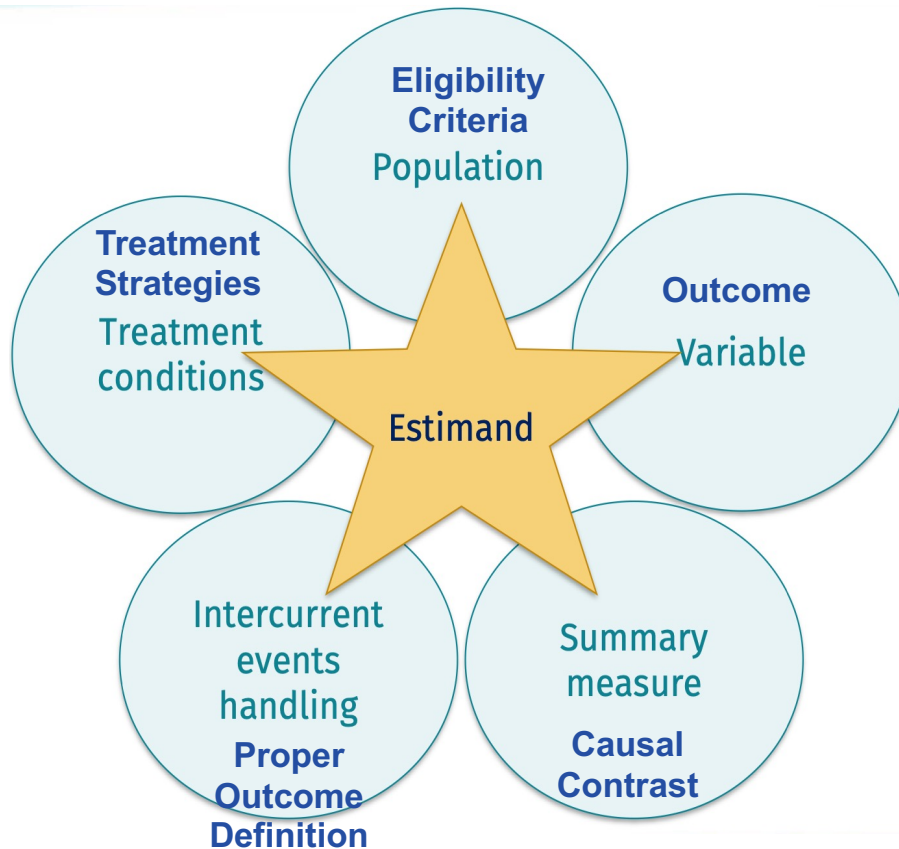 Eligibility
Criteria
Population
Treatment
Strategies
Treatment
conditions
Outcome
Variable
Estimand
Intercurrent
events
handling
Proper
Outcome
Definition
Summary
measure
Causal
Contrast